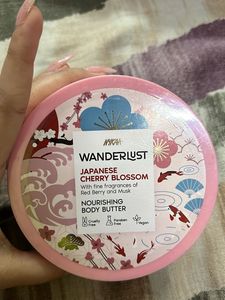 NYKAA
WANDERLUST
JAPANESE
CHERRY BLOSSOM
With fine fragrances of
Red Berry and Musk
NOURISHING
BODY BUTTER
Cruelty
Free
Paraben
Free
Vegan